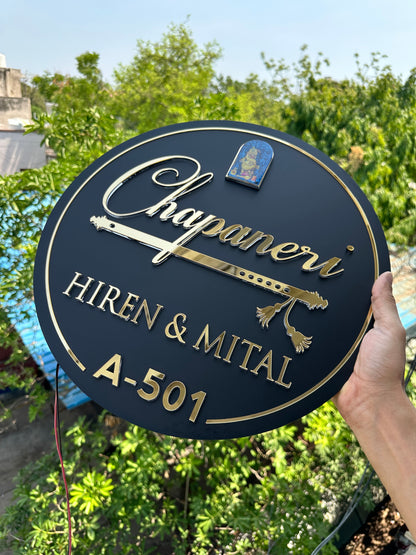 Chapaneri
HIREN & MITAL
A-501